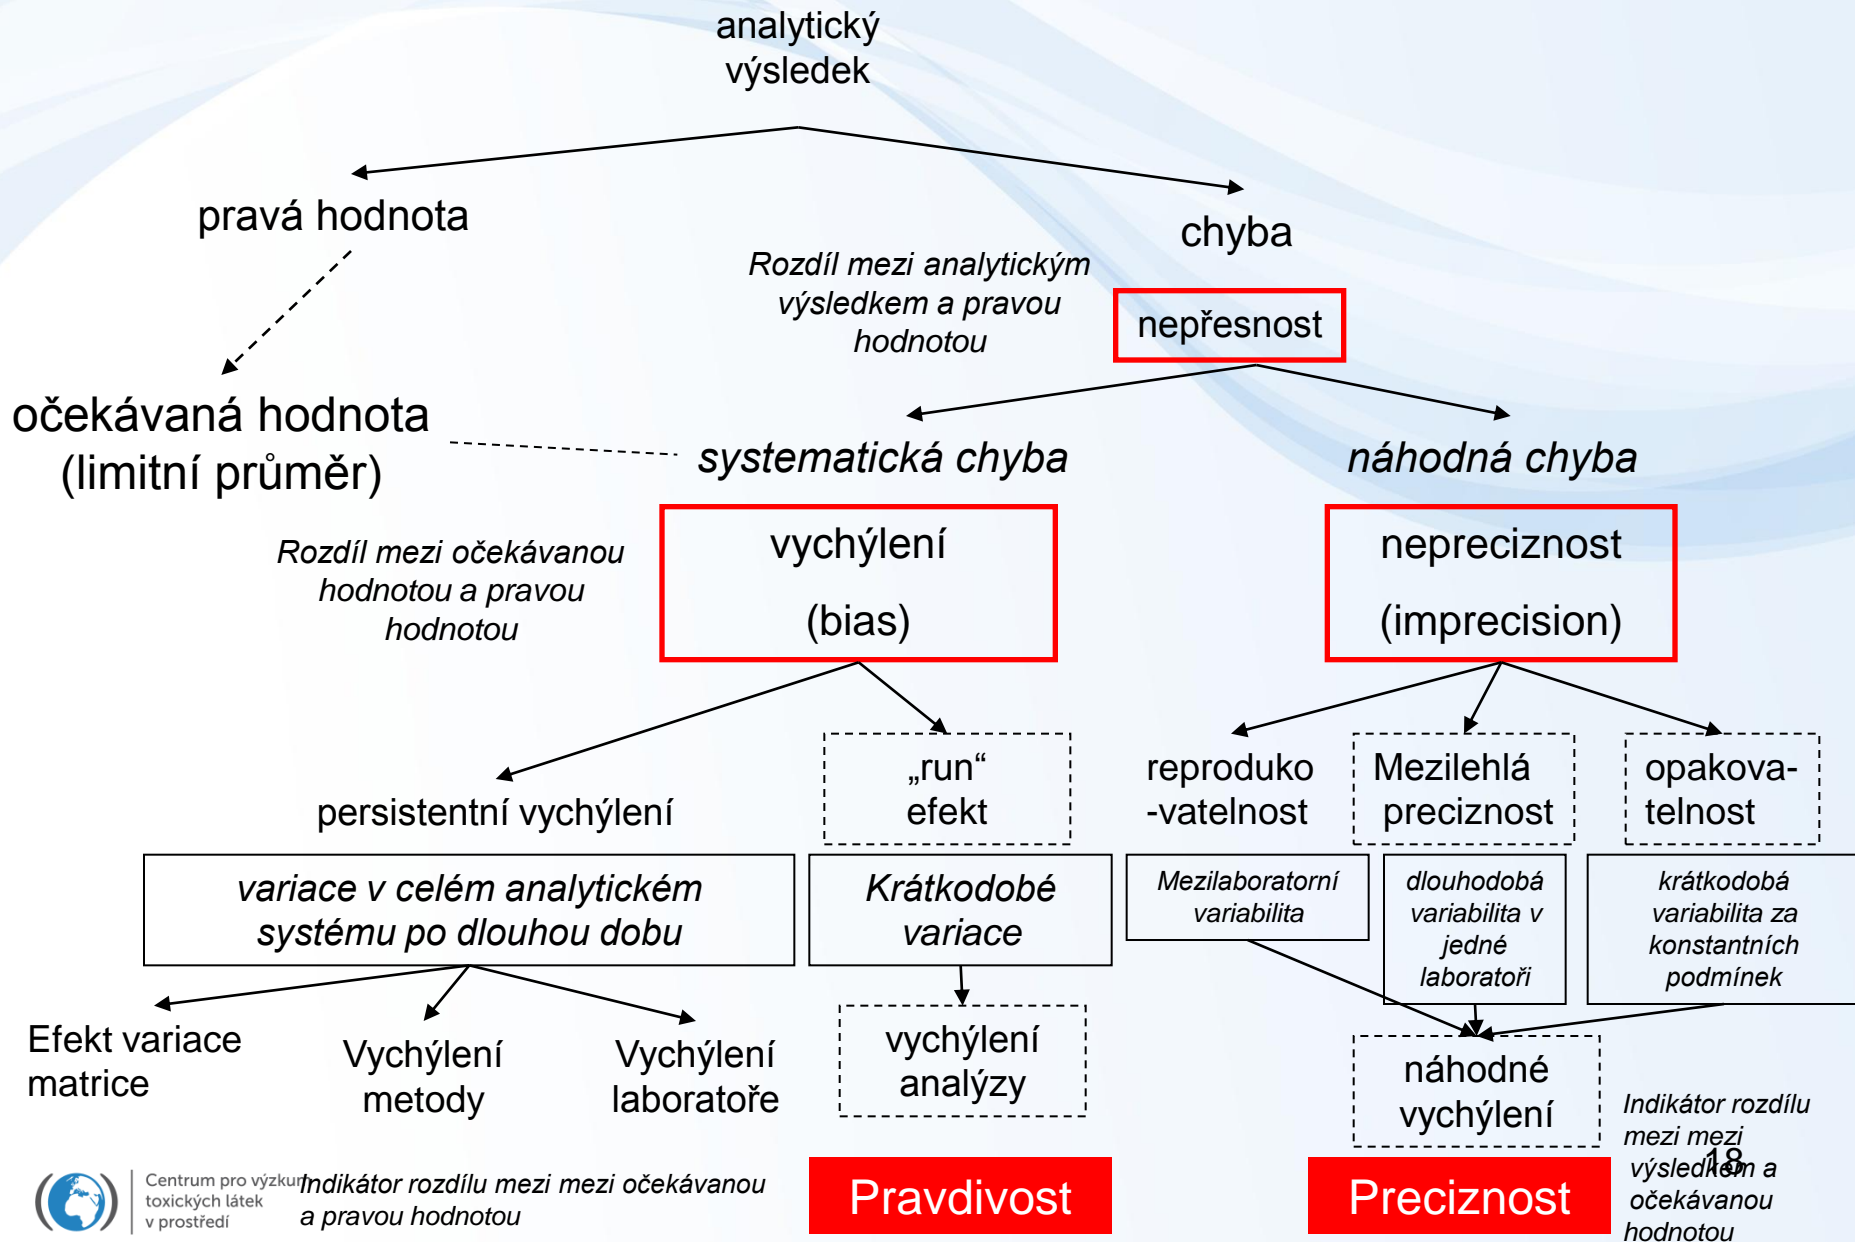 analytický
výsledek
pravá hodnota
chyba
Rozdíl mezi analytickým
výsledkem a pravou
hodnotou
nepřesnost
očekávaná hodnota
(limitní průměr)
systematická chyba
náhodná chyba
Rozdíl mezi očekávanou
hodnotou a pravou
hodnotou
vychýlení
(bias)
nepreciznost
(imprecision)
persistentní vychýlení
„run“
efekt
reproduko
-vatelnost
Mezilehlá
preciznost
opakova-
telnost
variace v celém analytickém
systému po dlouhou dobu
Krátkodobé
variace
Mezilaboratorní
variabilita
dlouhodobá
variabilita v
jedné
laboratoři
krátkodobá
variabilita za
konstantních
podmínek
Efekt variace
matrice
Vychýlení
metody
Vychýlení
laboratoře
vychýlení
analýzy
náhodné
vychýlení
Centrum pro výzkum
toxických látek
v prostředí
Indikátor rozdílu mezi mezi očekávanou
a pravou hodnotou
Pravdivost
Preciznost
Indikátor rozdílu
mezi mezi
výsledkem a
očekávanou
hodnotou
18